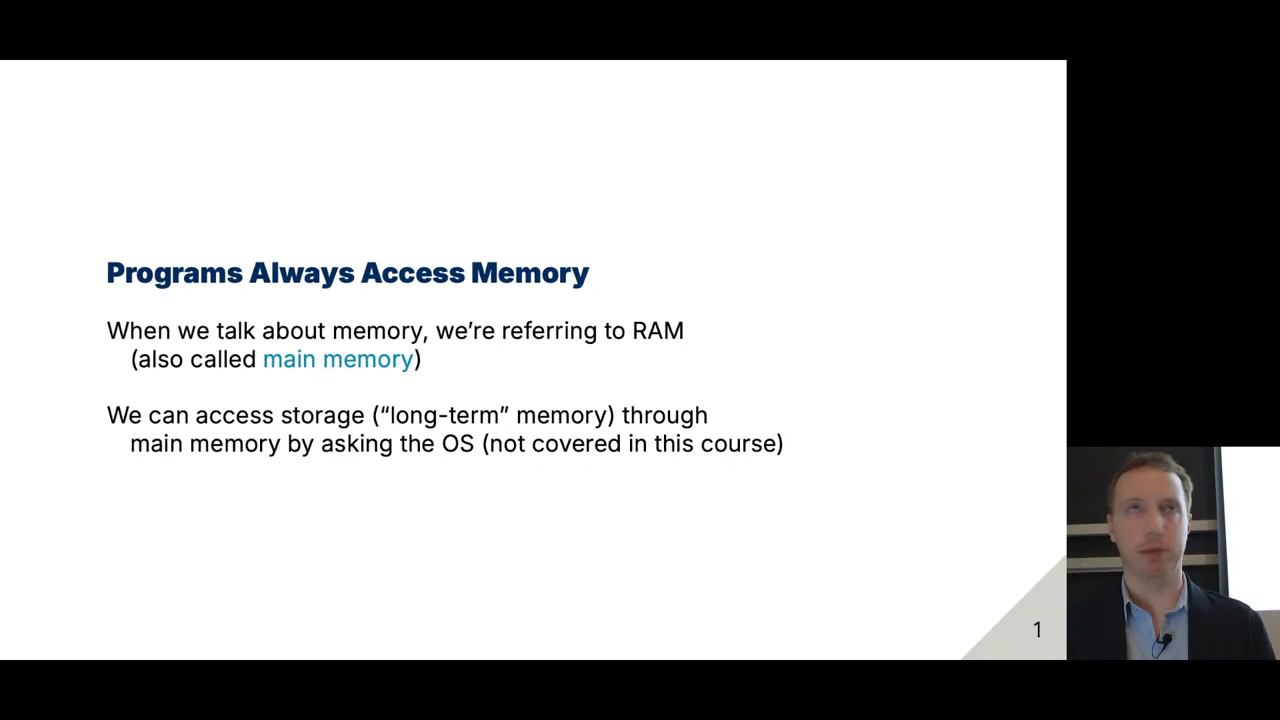 Programs Always Access Memory
When we talk about memory, we’re referring to RAM
(also called main memory)
We can access storage (“long-term” memory) through
main memory by asking the OS (not covered in this course)
1